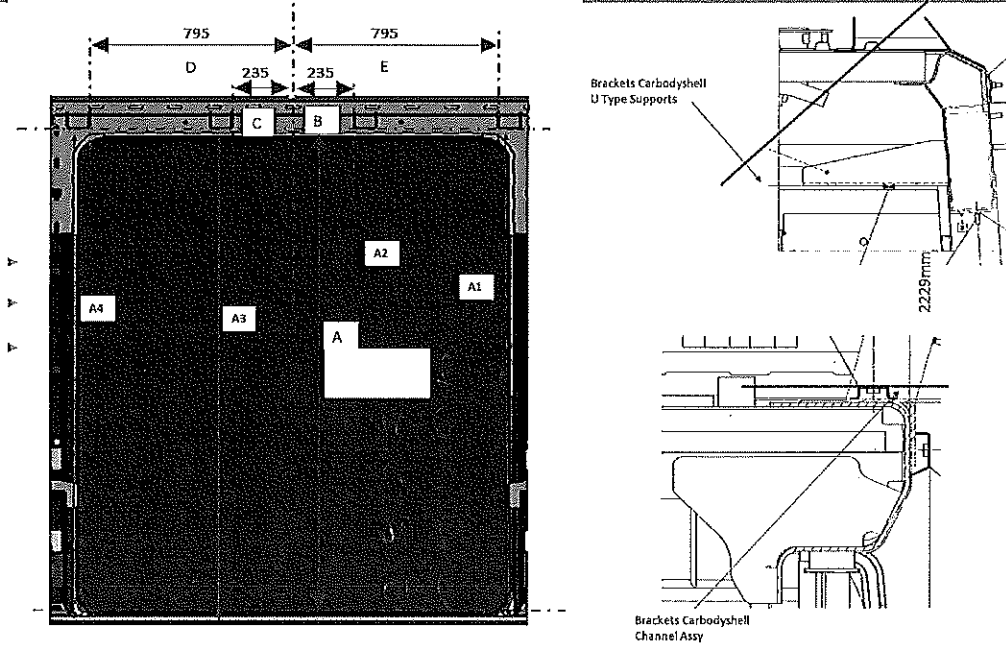 795
795
D
E
235
235
C
B
A2
A1
A4
A3
A
Brackets Carbodyshell
U Type Supports
2229mm
Brackets Carbodyshell
Channel Assy